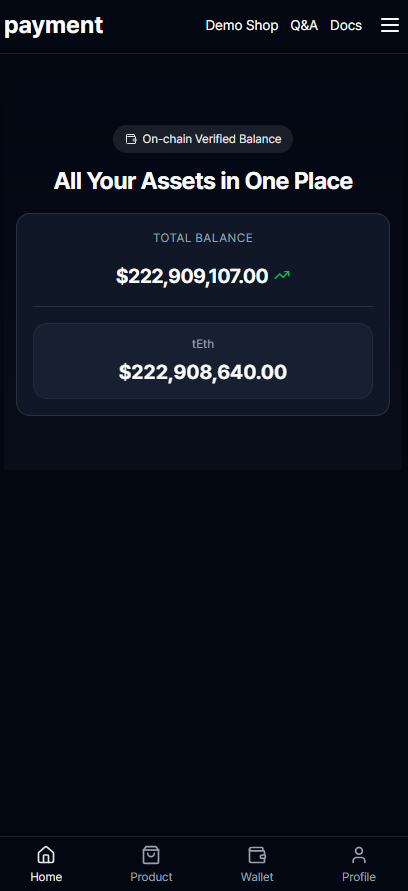 payment
Demo Shop Q&A Docs
On-chain Verified Balance
All Your Assets in One Place
TOTAL BALANCE
$222,909,107.00
tEth
$222,908,640.00
Home Product Wallet Profile